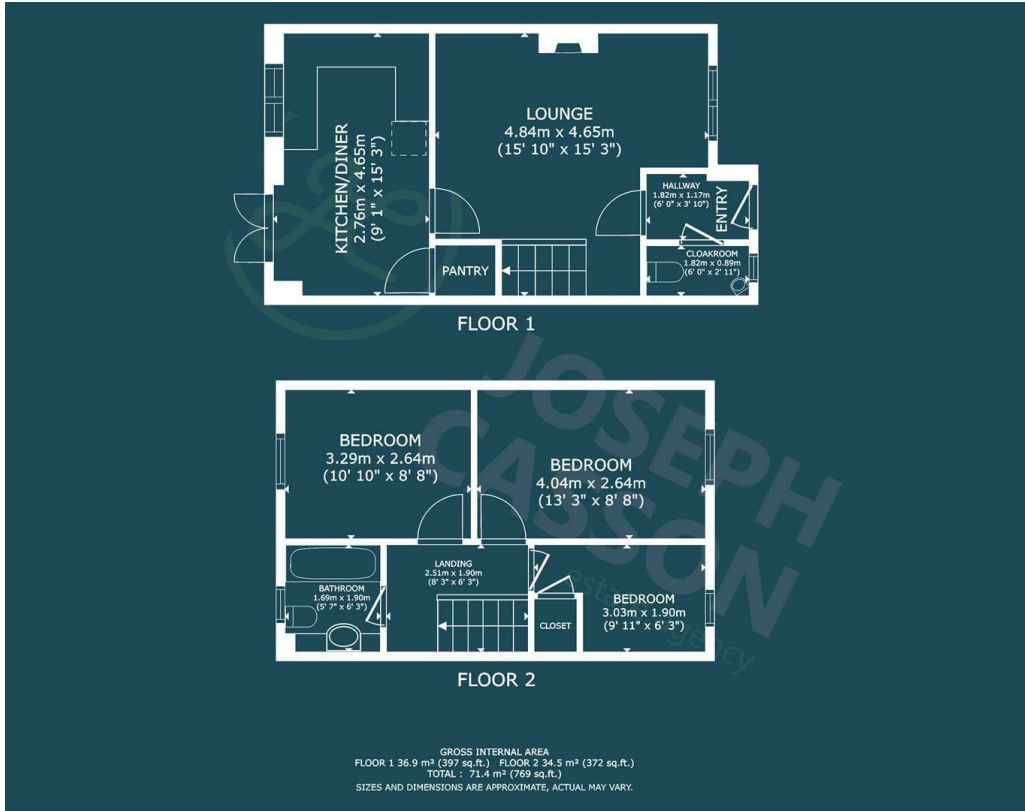 LOUNGE
4.84m x 4.65m
(15' 10" x 15' 3")
KITCHEN/DINER
2.76m x 4.65m
(9' 1" x 15' 3")
HALLWAY
1.82m x 1.17m
(6' 0" x 3' 10")
ENTRY
CLOAKROOM
1.82m x 0.89m
(6' 0" x 2' 11")
PANTRY
FLOOR 1
JOSEPH
CASSON
estate agency
BEDROOM
3.29m x 2.64m
(10' 10" x 8' 8")
BEDROOM
4.04m x 2.64m
(13' 3" x 8' 8")
LANDING
2.51m x 1.90m
(8' 3" x 6' 3")
BATHROOM
1.69m x 1.90m
(5' 7" x 6' 3")
BEDROOM
3.03m x 1.90m
(9' 11" x 6' 3")
CLOSET
FLOOR 2
GROSS INTERNAL AREA
FLOOR 1 36.9 m² (397 sq.ft.) FLOOR 2 34.5 m² (372 sq.ft.)
TOTAL : 71.4 m² (769 sq.ft.)
SIZES AND DIMENSIONS ARE APPROXIMATE, ACTUAL MAY VARY.